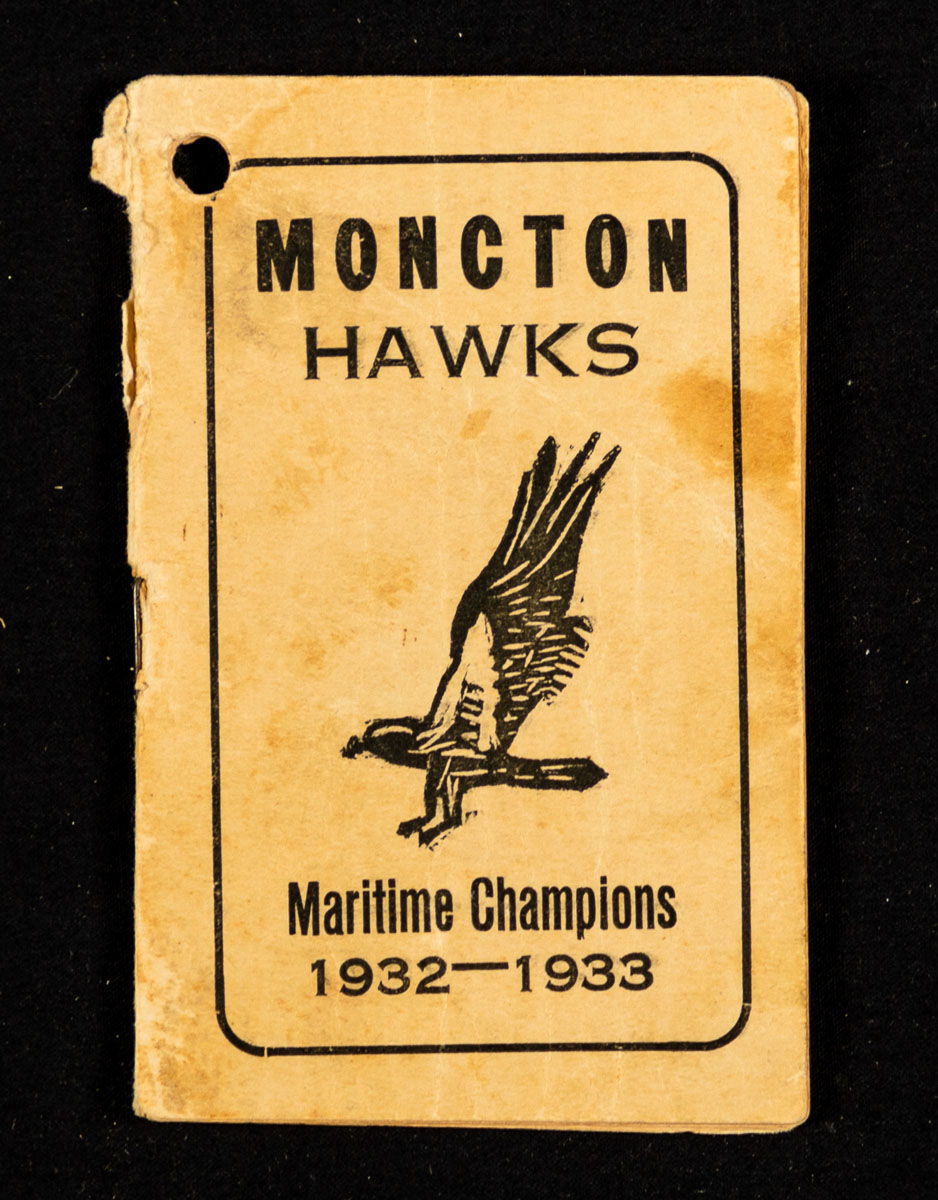 MONCTON
HAWKS
Maritime Champions
1932—1933